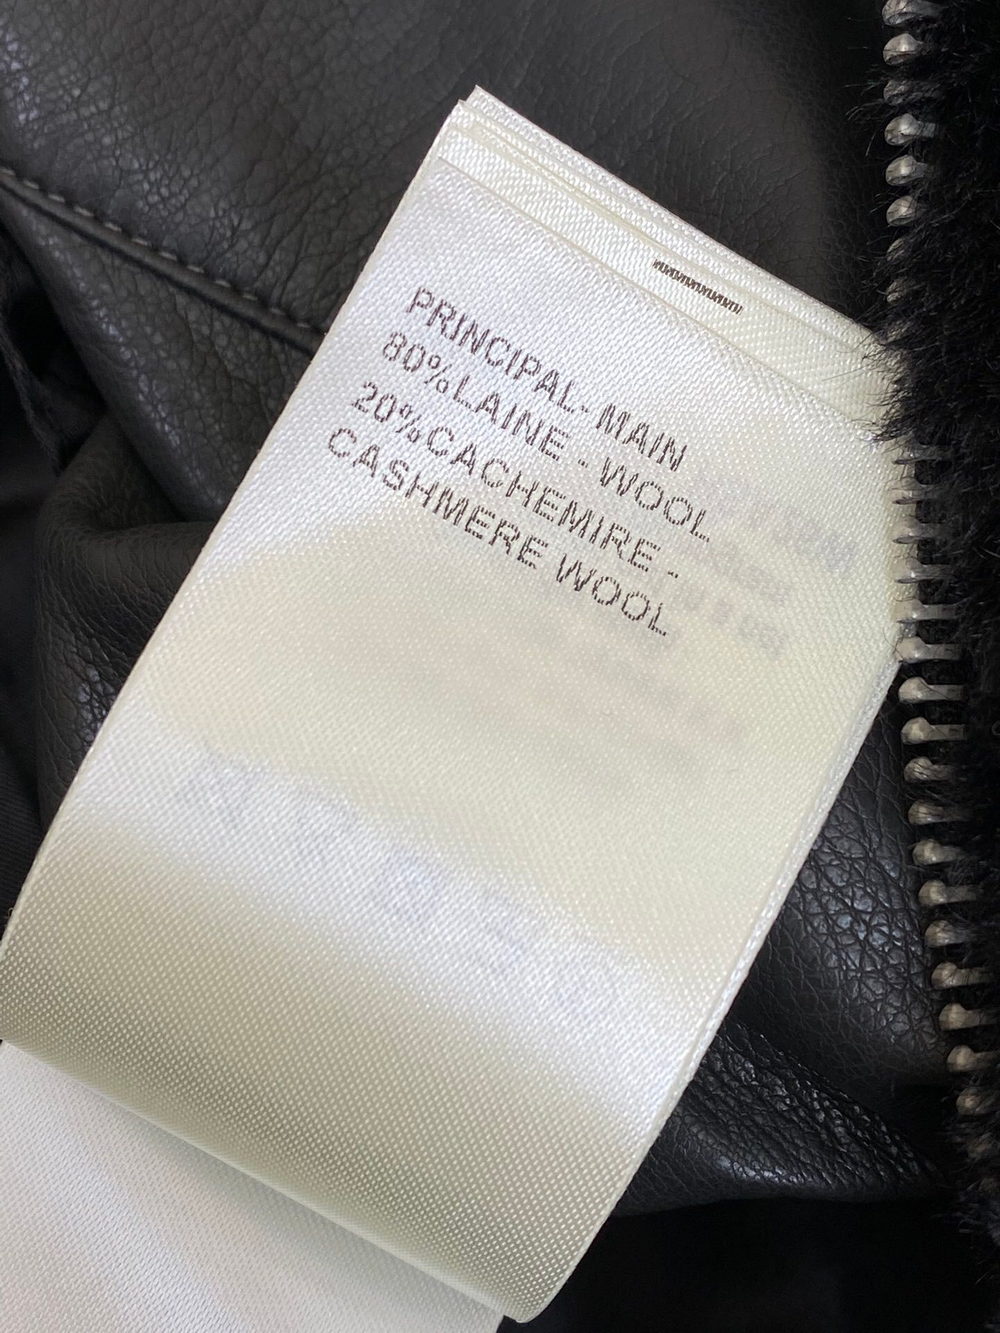 PRINCIPAL- MAIN
80%LAINE - WOOL
20%CACHEMIRE -
CASHMERE WOOL